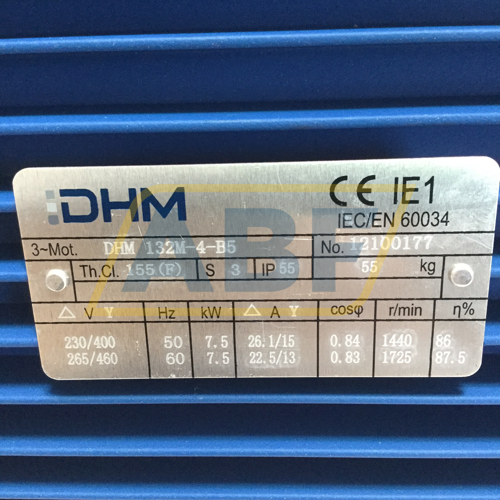 DHM CE IE1
IEC/EN 60034
3~Mot. DHM 132M-4-B5 No. 12100177
Th.Cl. 155(F) S 3 IP 55 55 kg
△ V Y Hz kW △ A Y cosφ r/min η%
230/400 50 7.5 26.1/15 0.84 1440 86
265/460 60 7.5 22.5/13 0.83 1725 87.5
ABF